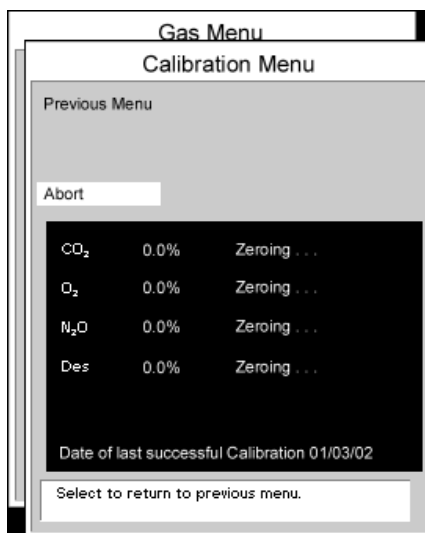 Gas Menu
Calibration Menu
Previous Menu
Abort
CO₂ 0.0% Zeroing . . .
O₂ 0.0% Zeroing . . .
N₂O 0.0% Zeroing . . .
Des 0.0% Zeroing . . .
Date of last successful Calibration 01/03/02
Select to return to previous menu.